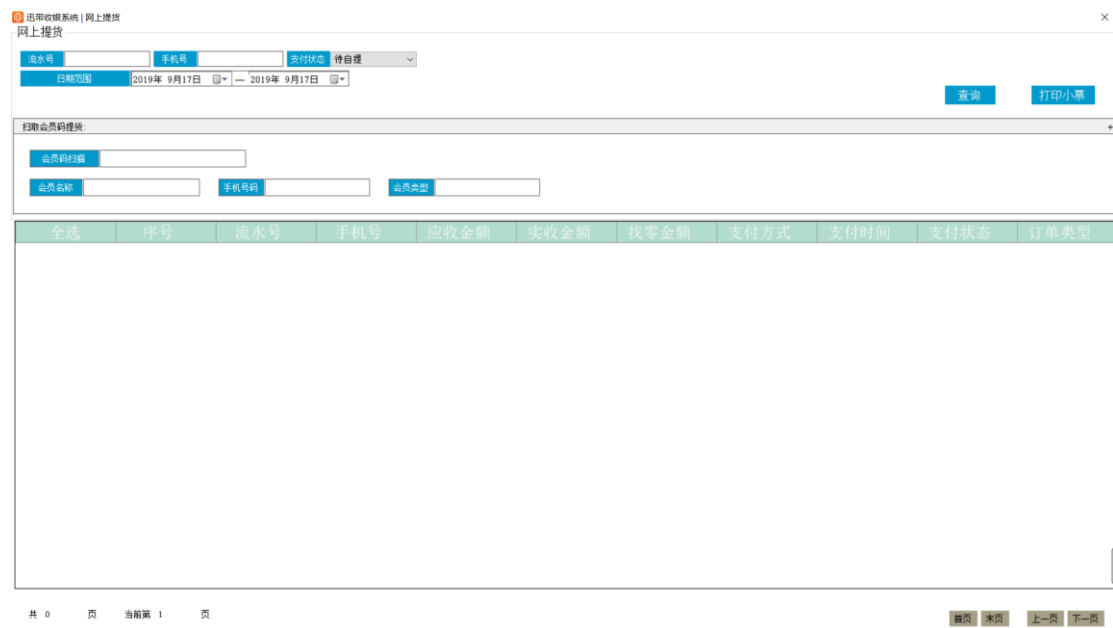 迅带收银系统 | 网上提货
网上提货
流水号 手机号 支付状态 待自提
日期范围 2019年 9月17日 — 2019年 9月17日
查询 打印小票
扫取会员码提货: +
会员码扫描
会员名称 手机号码 会员类型
全选 序号 流水号 手机号 应收金额 实收金额 找零金额 支付方式 支付时间 支付状态 订单类型
共 0 页 当前第 1 页
首页 末页 上一页 下一页